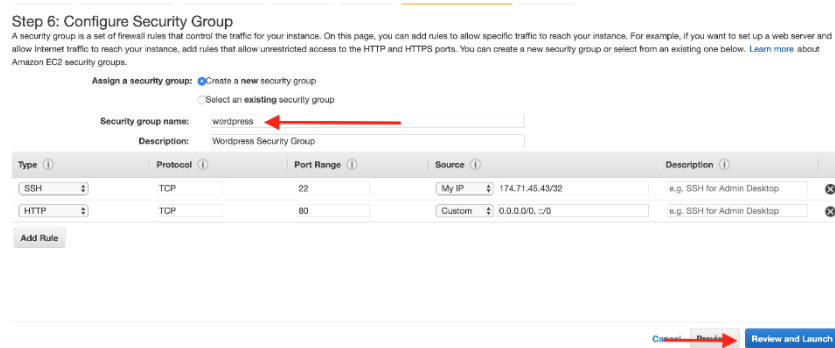 Step 6: Configure Security Group
A security group is a set of firewall rules that control the traffic for your instance. On this page, you can add rules to allow specific traffic to reach your instance. For example, if you want to set up a web server and
allow Internet traffic to reach your instance, add rules that allow unrestricted access to the HTTP and HTTPS ports. You can create a new security group or select from an existing one below. Learn more about
Amazon EC2 security groups.
Assign a security group: Create a new security group
Select an existing security group
Security group name: wordpress
Description: Wordpress Security Group
Type i Protocol i Port Range i Source i Description i
SSH TCP 22 My IP 174.71.45.43/32 e.g. SSH for Admin Desktop
HTTP TCP 80 Custom 0.0.0.0/0, ::/0 e.g. SSH for Admin Desktop
Add Rule
Cancel Review and Launch